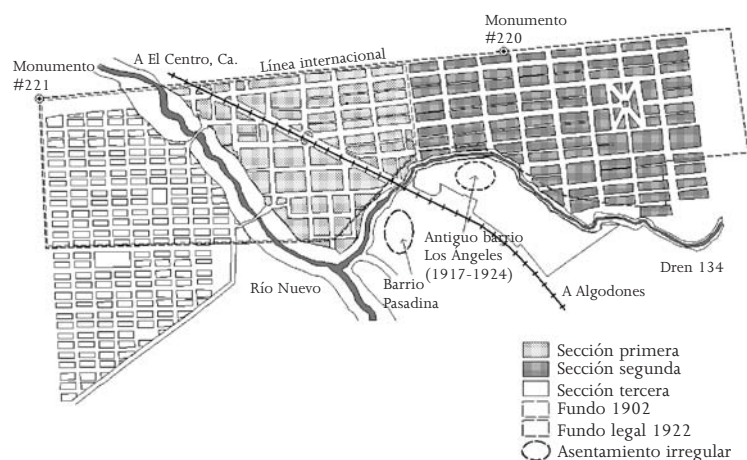 Monumento
#220
A El Centro, Ca.
Línea internacional
Monumento
#221
Antiguo barrio
Los Ángeles
(1917-1924)
Dren 134
Río Nuevo
Barrio
Pasadina
A Algodones
Sección primera
Sección segunda
Sección tercera
Fundo 1902
Fundo legal 1922
Asentamiento irregular